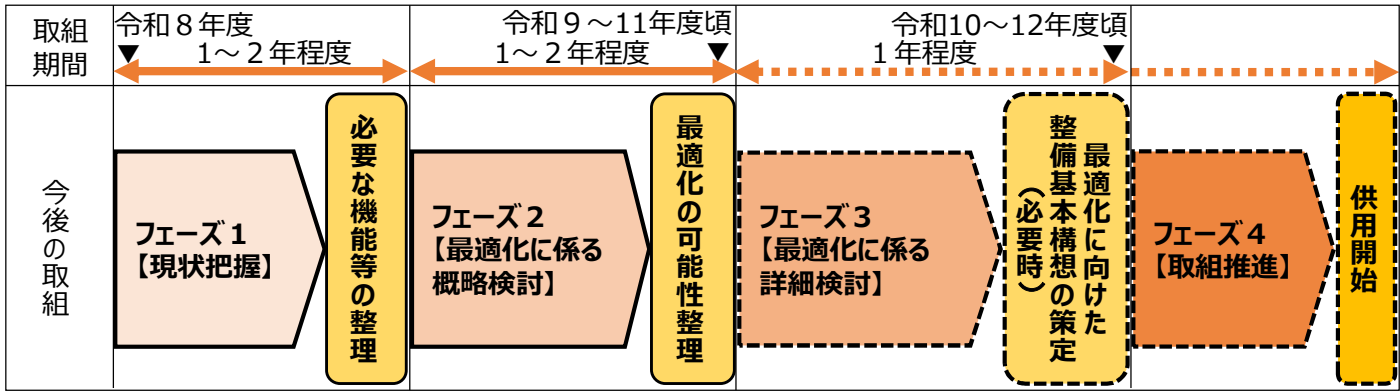 取組
期間
令和８年度
▼
1～２年程度
令和９～11年度頃
1～２年程度
▼
令和10～12年度頃
１年程度
▼
今後の取組
フェーズ１
【現状把握】
必要な機能等の整理
フェーズ２
【最適化に係る
概略検討】
最適化の可能性整理
フェーズ３
【最適化に係る
詳細検討】
最適化に向けた
整備基本構想の策定
（必要時）
フェーズ４
【取組推進】
供用開始